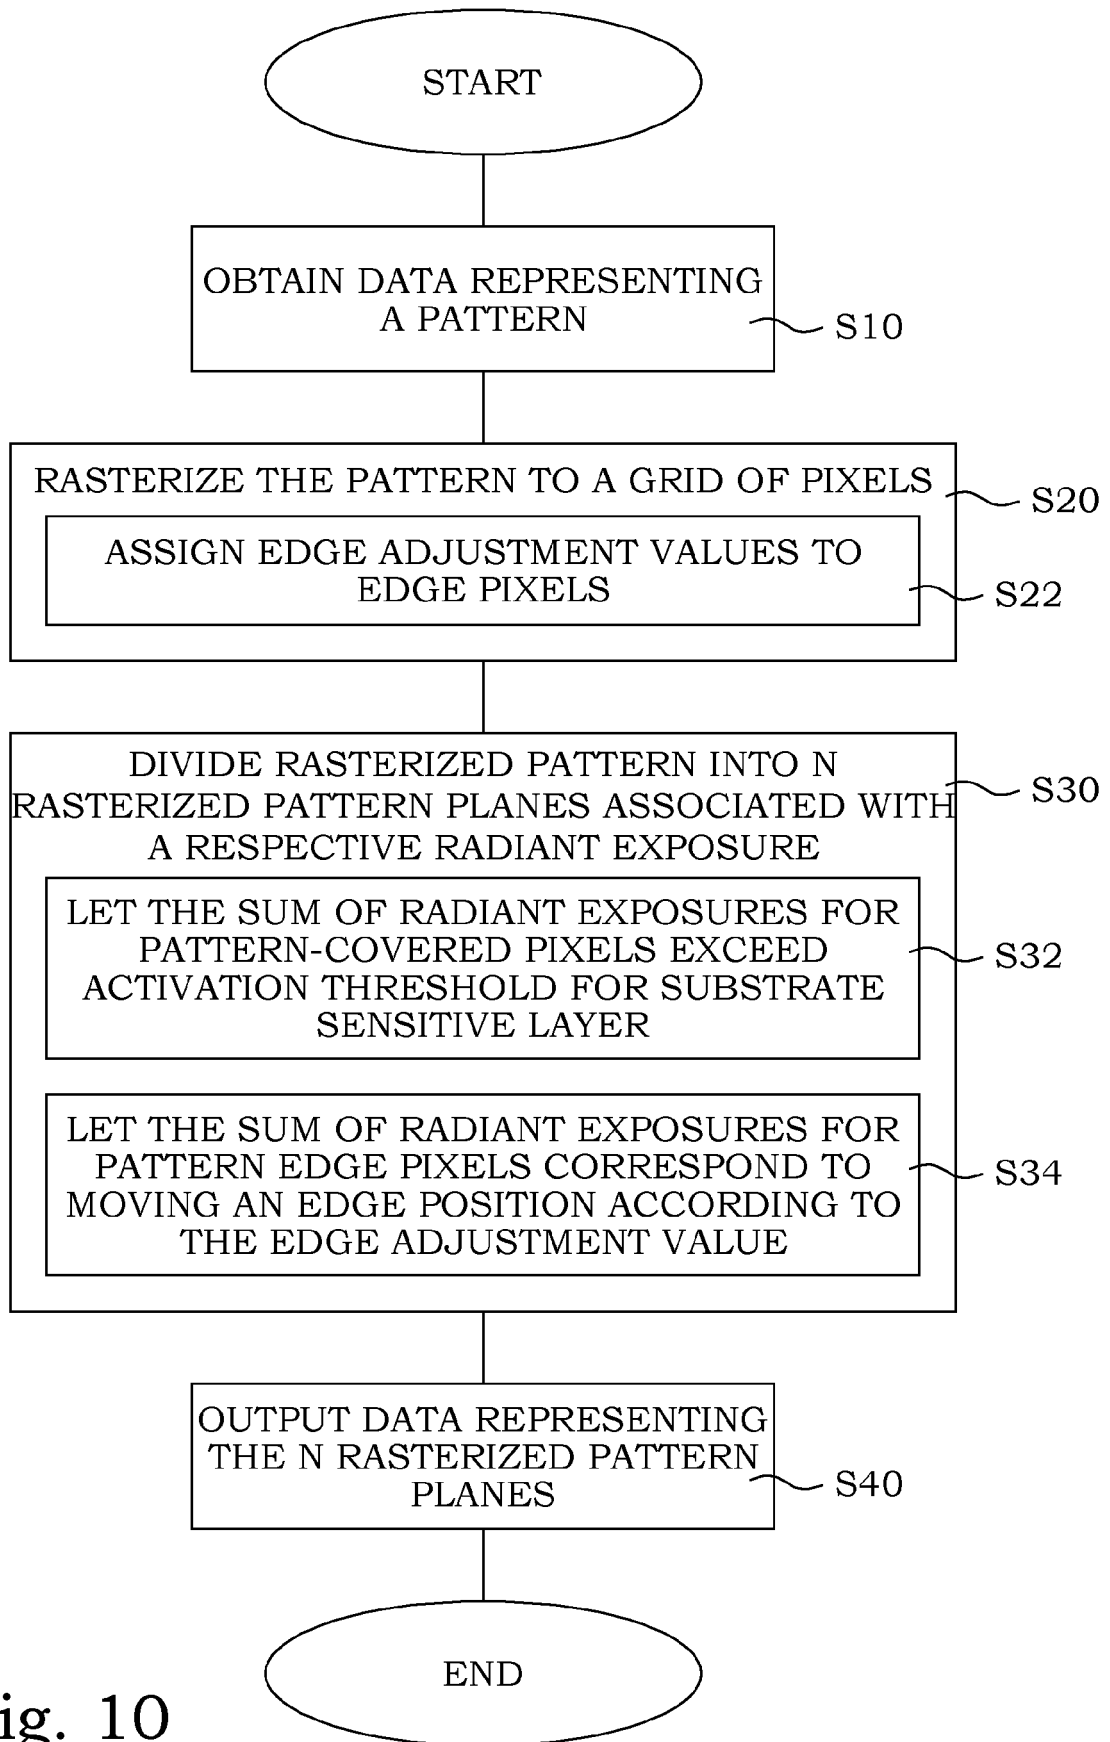 START
OBTAIN DATA REPRESENTING
A PATTERN
S10
RASTERIZE THE PATTERN TO A GRID OF PIXELS
S20
ASSIGN EDGE ADJUSTMENT VALUES TO
EDGE PIXELS
S22
DIVIDE RASTERIZED PATTERN INTO N
RASTERIZED PATTERN PLANES ASSOCIATED WITH
A RESPECTIVE RADIANT EXPOSURE
S30
LET THE SUM OF RADIANT EXPOSURES FOR
PATTERN-COVERED PIXELS EXCEED
ACTIVATION THRESHOLD FOR SUBSTRATE
SENSITIVE LAYER
S32
LET THE SUM OF RADIANT EXPOSURES FOR
PATTERN EDGE PIXELS CORRESPOND TO
MOVING AN EDGE POSITION ACCORDING TO
THE EDGE ADJUSTMENT VALUE
S34
OUTPUT DATA REPRESENTING
THE N RASTERIZED PATTERN
PLANES
S40
END
ig. 10